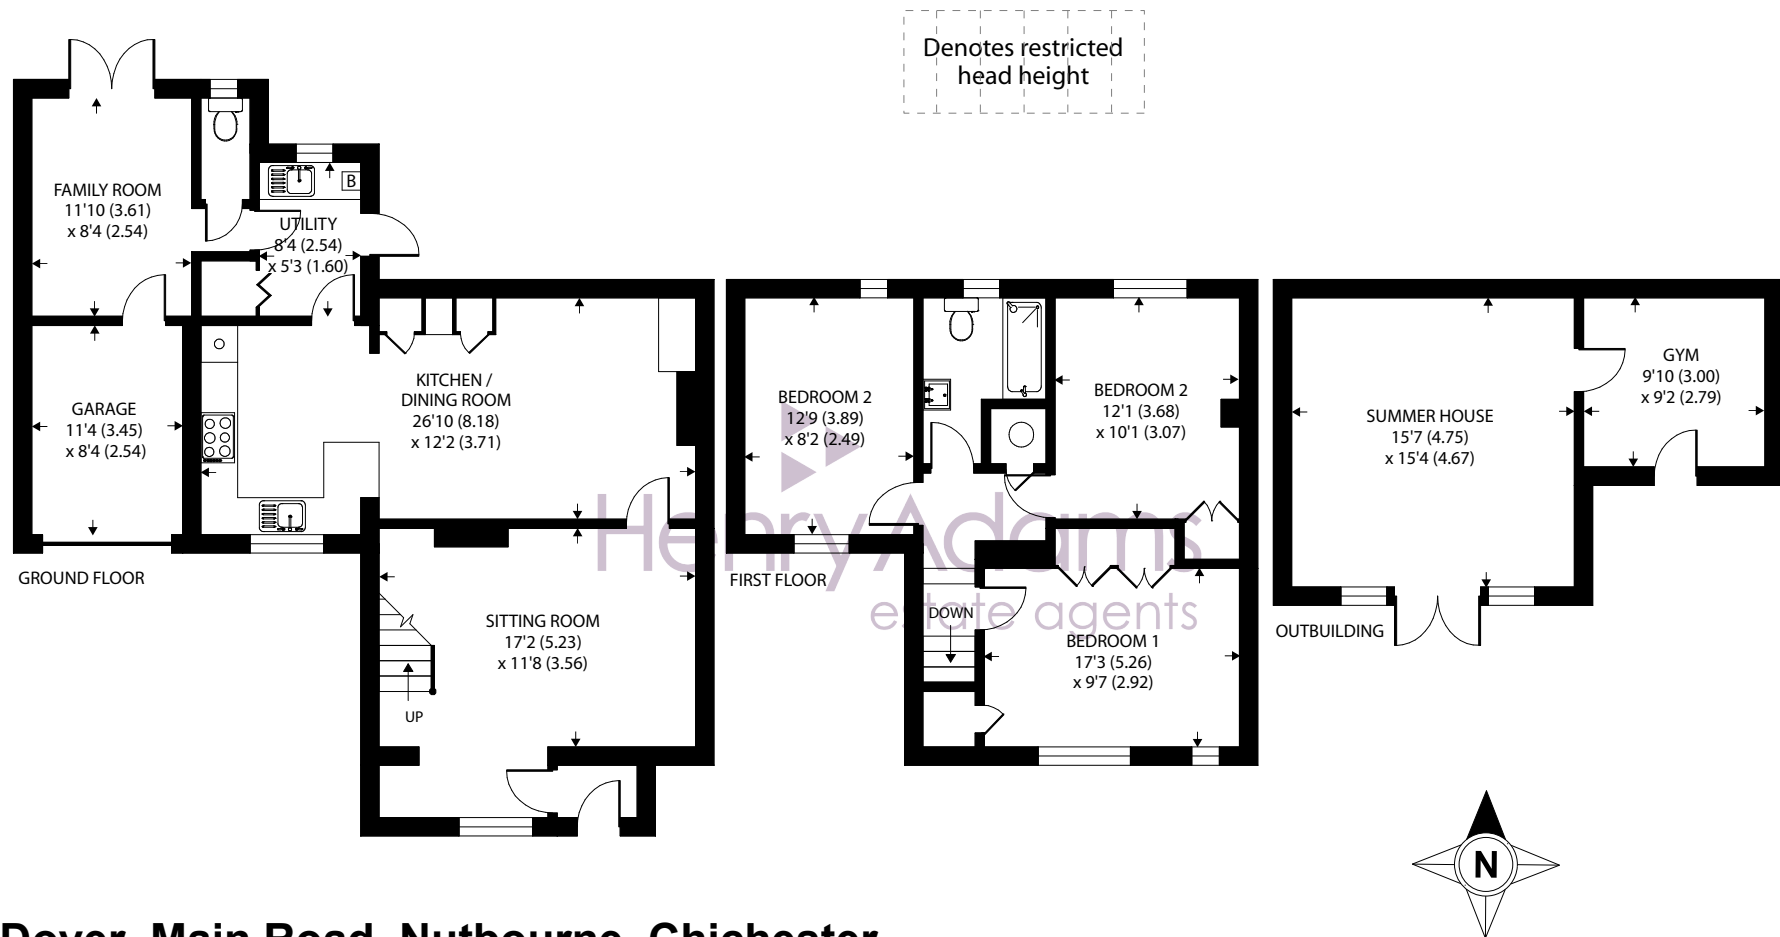 Denotes restricted
head height
FAMILY ROOM
11'10 (3.61)
x 8'4 (2.54)
B
UTILITY
8'4 (2.54)
x 5'3 (1.60)
GARAGE
11'4 (3.45)
x 8'4 (2.54)
KITCHEN /
DINING ROOM
26'10 (8.18)
x 12'2 (3.71)
GROUND FLOOR
SITTING ROOM
17'2 (5.23)
x 11'8 (3.56)
UP
BEDROOM 2
12'9 (3.89)
x 8'2 (2.49)
BEDROOM 2
12'1 (3.68)
x 10'1 (3.07)
FIRST FLOOR
DOWN
BEDROOM 1
17'3 (5.26)
x 9'7 (2.92)
SUMMER HOUSE
15'7 (4.75)
x 15'4 (4.67)
GYM
9'10 (3.00)
x 9'2 (2.79)
OUTBUILDING
Henry Adams
estate agents
N
Dover, Main Road, Nutbourne, Chichester